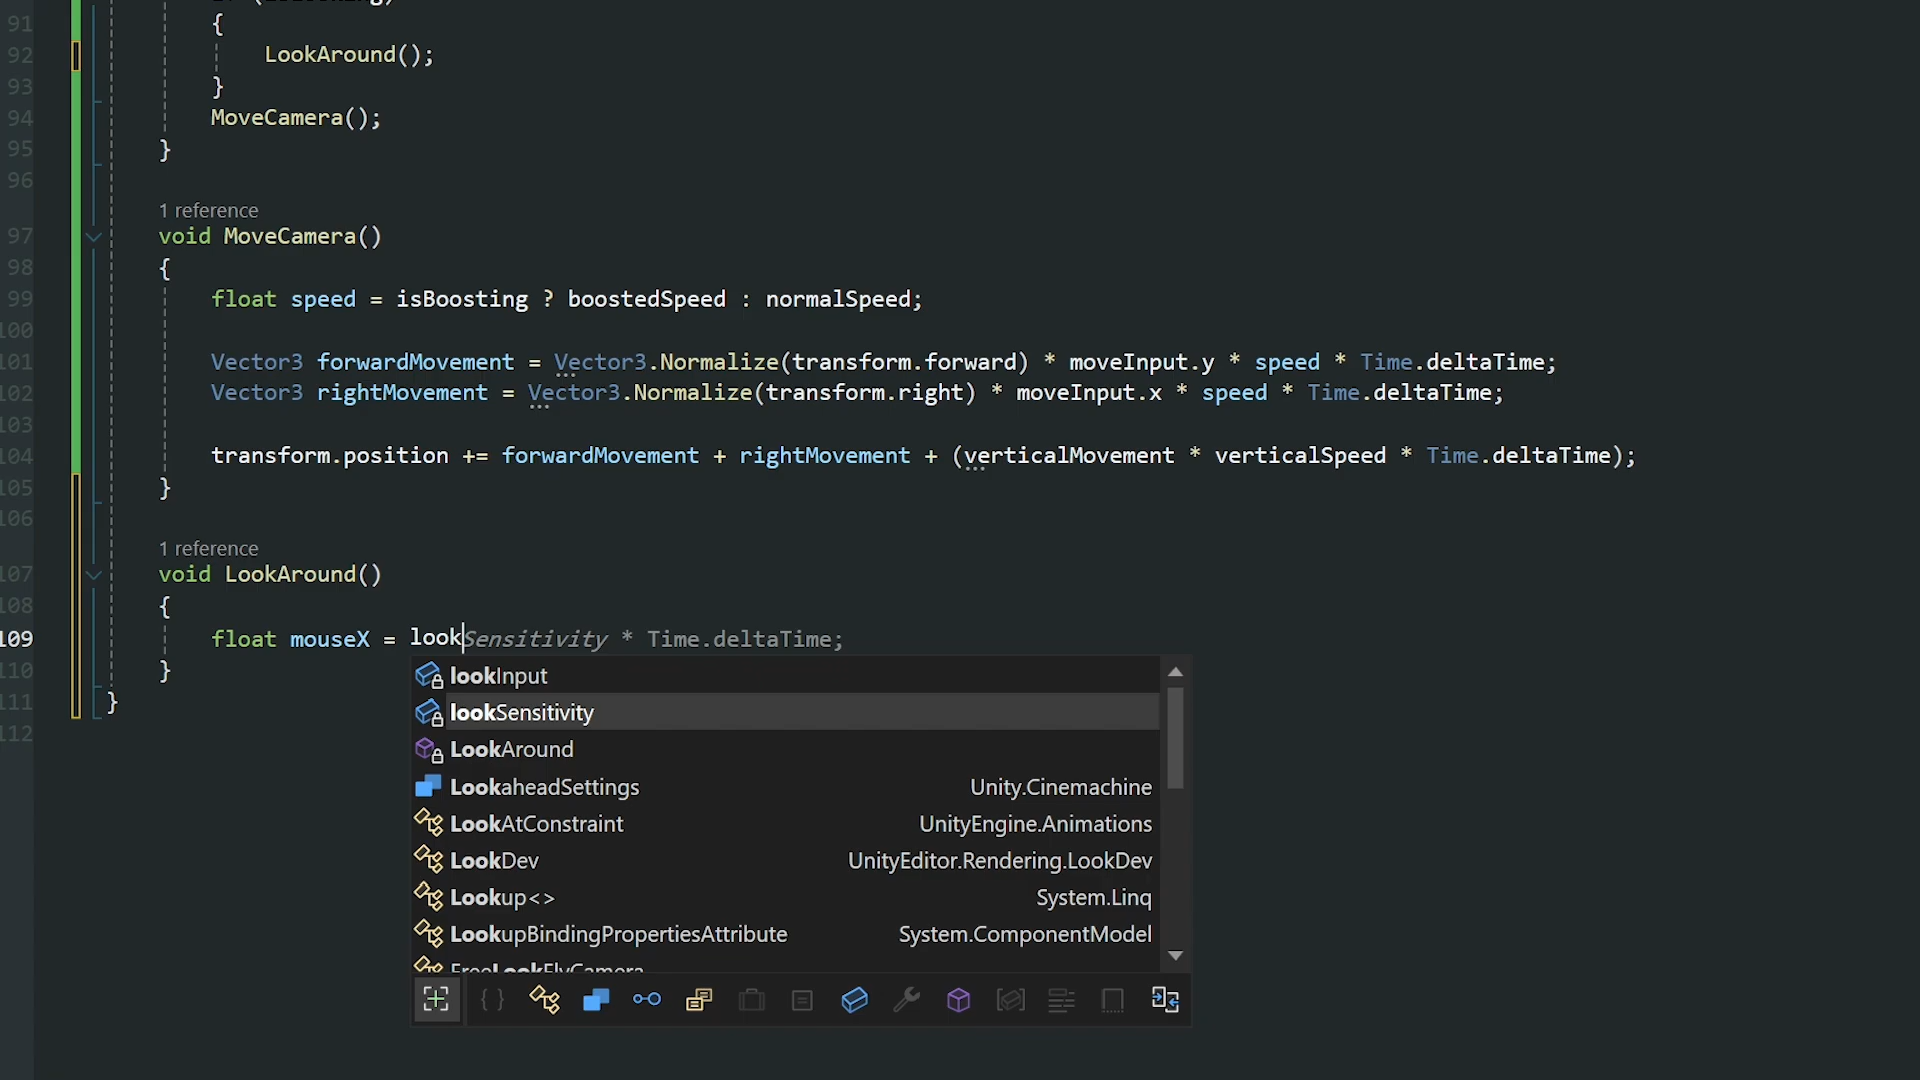 91 {
92 LookAround();
93 }
94 MoveCamera();
95 }
96
1 reference
97 void MoveCamera()
98 {
99 float speed = isBoosting ? boostedSpeed : normalSpeed;
100
101 Vector3 forwardMovement = Vector3.Normalize(transform.forward) * moveInput.y * speed * Time.deltaTime;
102 Vector3 rightMovement = Vector3.Normalize(transform.right) * moveInput.x * speed * Time.deltaTime;
103
104 transform.position += forwardMovement + rightMovement + (verticalMovement * verticalSpeed * Time.deltaTime);
105 }
106
1 reference
107 void LookAround()
108 {
109 float mouseX = lookSensitivity * Time.deltaTime;
110 }
111 }
112
lookInput
lookSensitivity
LookAround
LookaheadSettings Unity.Cinemachine
LookAtConstraint UnityEngine.Animations
LookDev UnityEditor.Rendering.LookDev
Lookup<> System.Linq
LookupBindingPropertiesAttribute System.ComponentModel
FreeLookFlyCamera